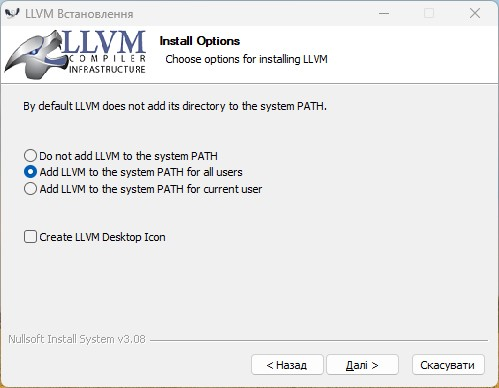 LLVM Встановлення
LLVM
COMPILER
INFRASTRUCTURE
Install Options
Choose options for installing LLVM
By default LLVM does not add its directory to the system PATH.
Do not add LLVM to the system PATH
Add LLVM to the system PATH for all users
Add LLVM to the system PATH for current user
Create LLVM Desktop Icon
Nullsoft Install System v3.08
< Назад
Далі >
Скасувати